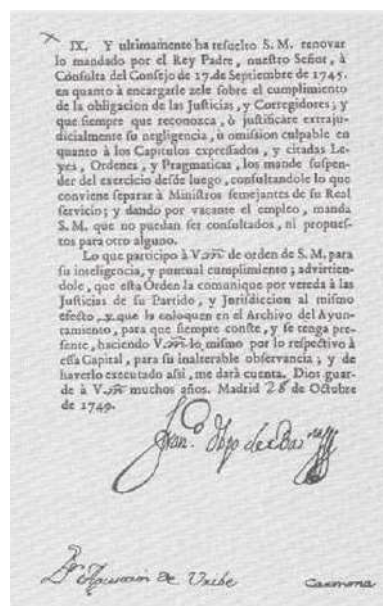 IX. Y ultimamente ha resuelto S. M. renovar
lo mandado por el Rey Padre, nuestro Señor, à
Consulta del Consejo de 17. de Septiembre de 1745.
en quanto à encargarle zele sobre el cumplimiento
de la obligacion de las Justicias, y Corregidores; y
que siempre que reconozca, ò justificàre extraju-
dicialmente su negligencia, ù omission culpable en
quanto à los Capitulos expressados, y citadas Le-
yes, Ordenes, y Pragmaticas, los mande suspen-
der del exercicio desde luego, consultandole lo que
conviene separar à Ministros semejantes de su Real
servicio; y dando por vacante el empleo, manda
S. M. que no puedan ser consultados, ni propues-
tos para otro alguno.
Lo que participo à V.m de orden de S. M. para
su inteligencia, y puntual cumplimiento; advirtien-
dole, que esta Orden la comunique por vereda à las
Justicias de su Partido, y Jurisdiccion al mismo
efecto, y que la coloquen en el Archivo del Ayun-
tamiento, para que siempre conste, y se tenga pre-
sente, haciendo V.m lo mismo por lo respectivo à
essa Capital, para su inalterable observancia; y de
haverlo executado assi, me darà cuenta. Dios guar-
de à V.m muchos años. Madrid 28 de Octubre
de 1749.
de Uribe
Carmona